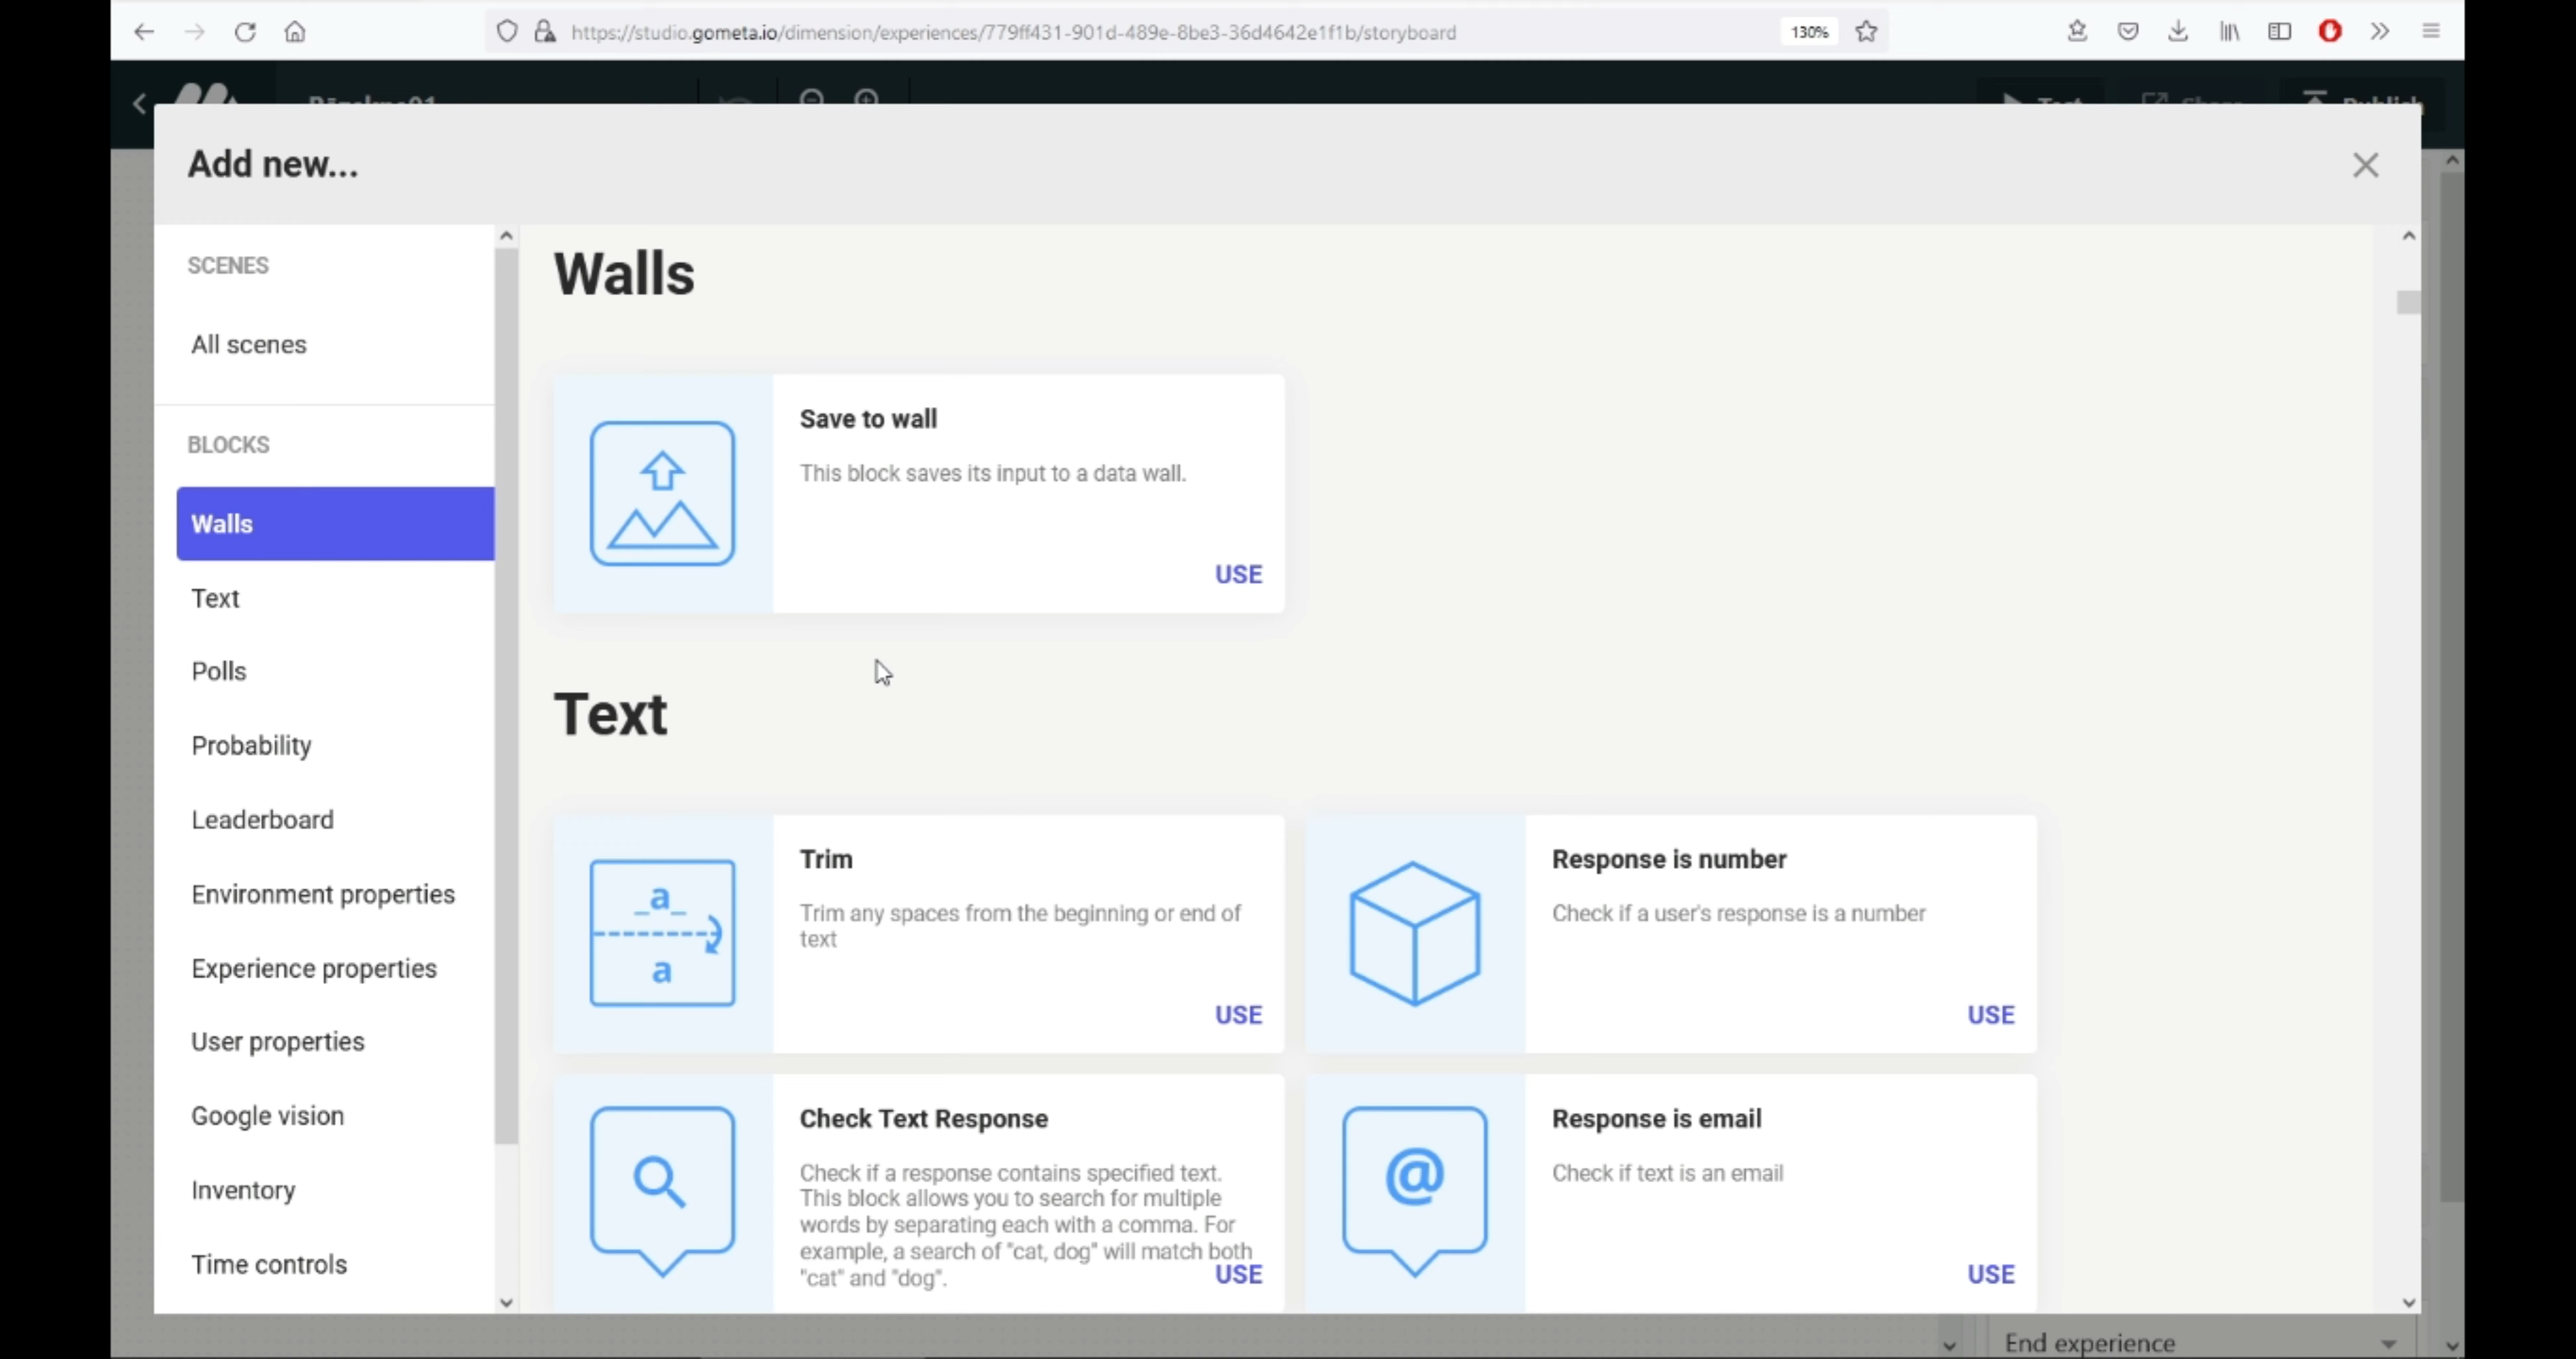 https://studio.gometa.io/dimension/experiences/779ff431-901d-489e-8be3-36d4642e1f1b/storyboard
130%
Add new...
SCENES
All scenes
BLOCKS
Walls
Text
Polls
Probability
Leaderboard
Environment properties
Experience properties
User properties
Google vision
Inventory
Time controls
Walls
Save to wall
This block saves its input to a data wall.
USE
Text
Trim
Trim any spaces from the beginning or end of
text
USE
Response is number
Check if a user's response is a number
USE
Check Text Response
Check if a response contains specified text.
This block allows you to search for multiple
words by separating each with a comma. For
example, a search of "cat, dog" will match both
"cat" and "dog".
USE
Response is email
Check if text is an email
USE
End experience